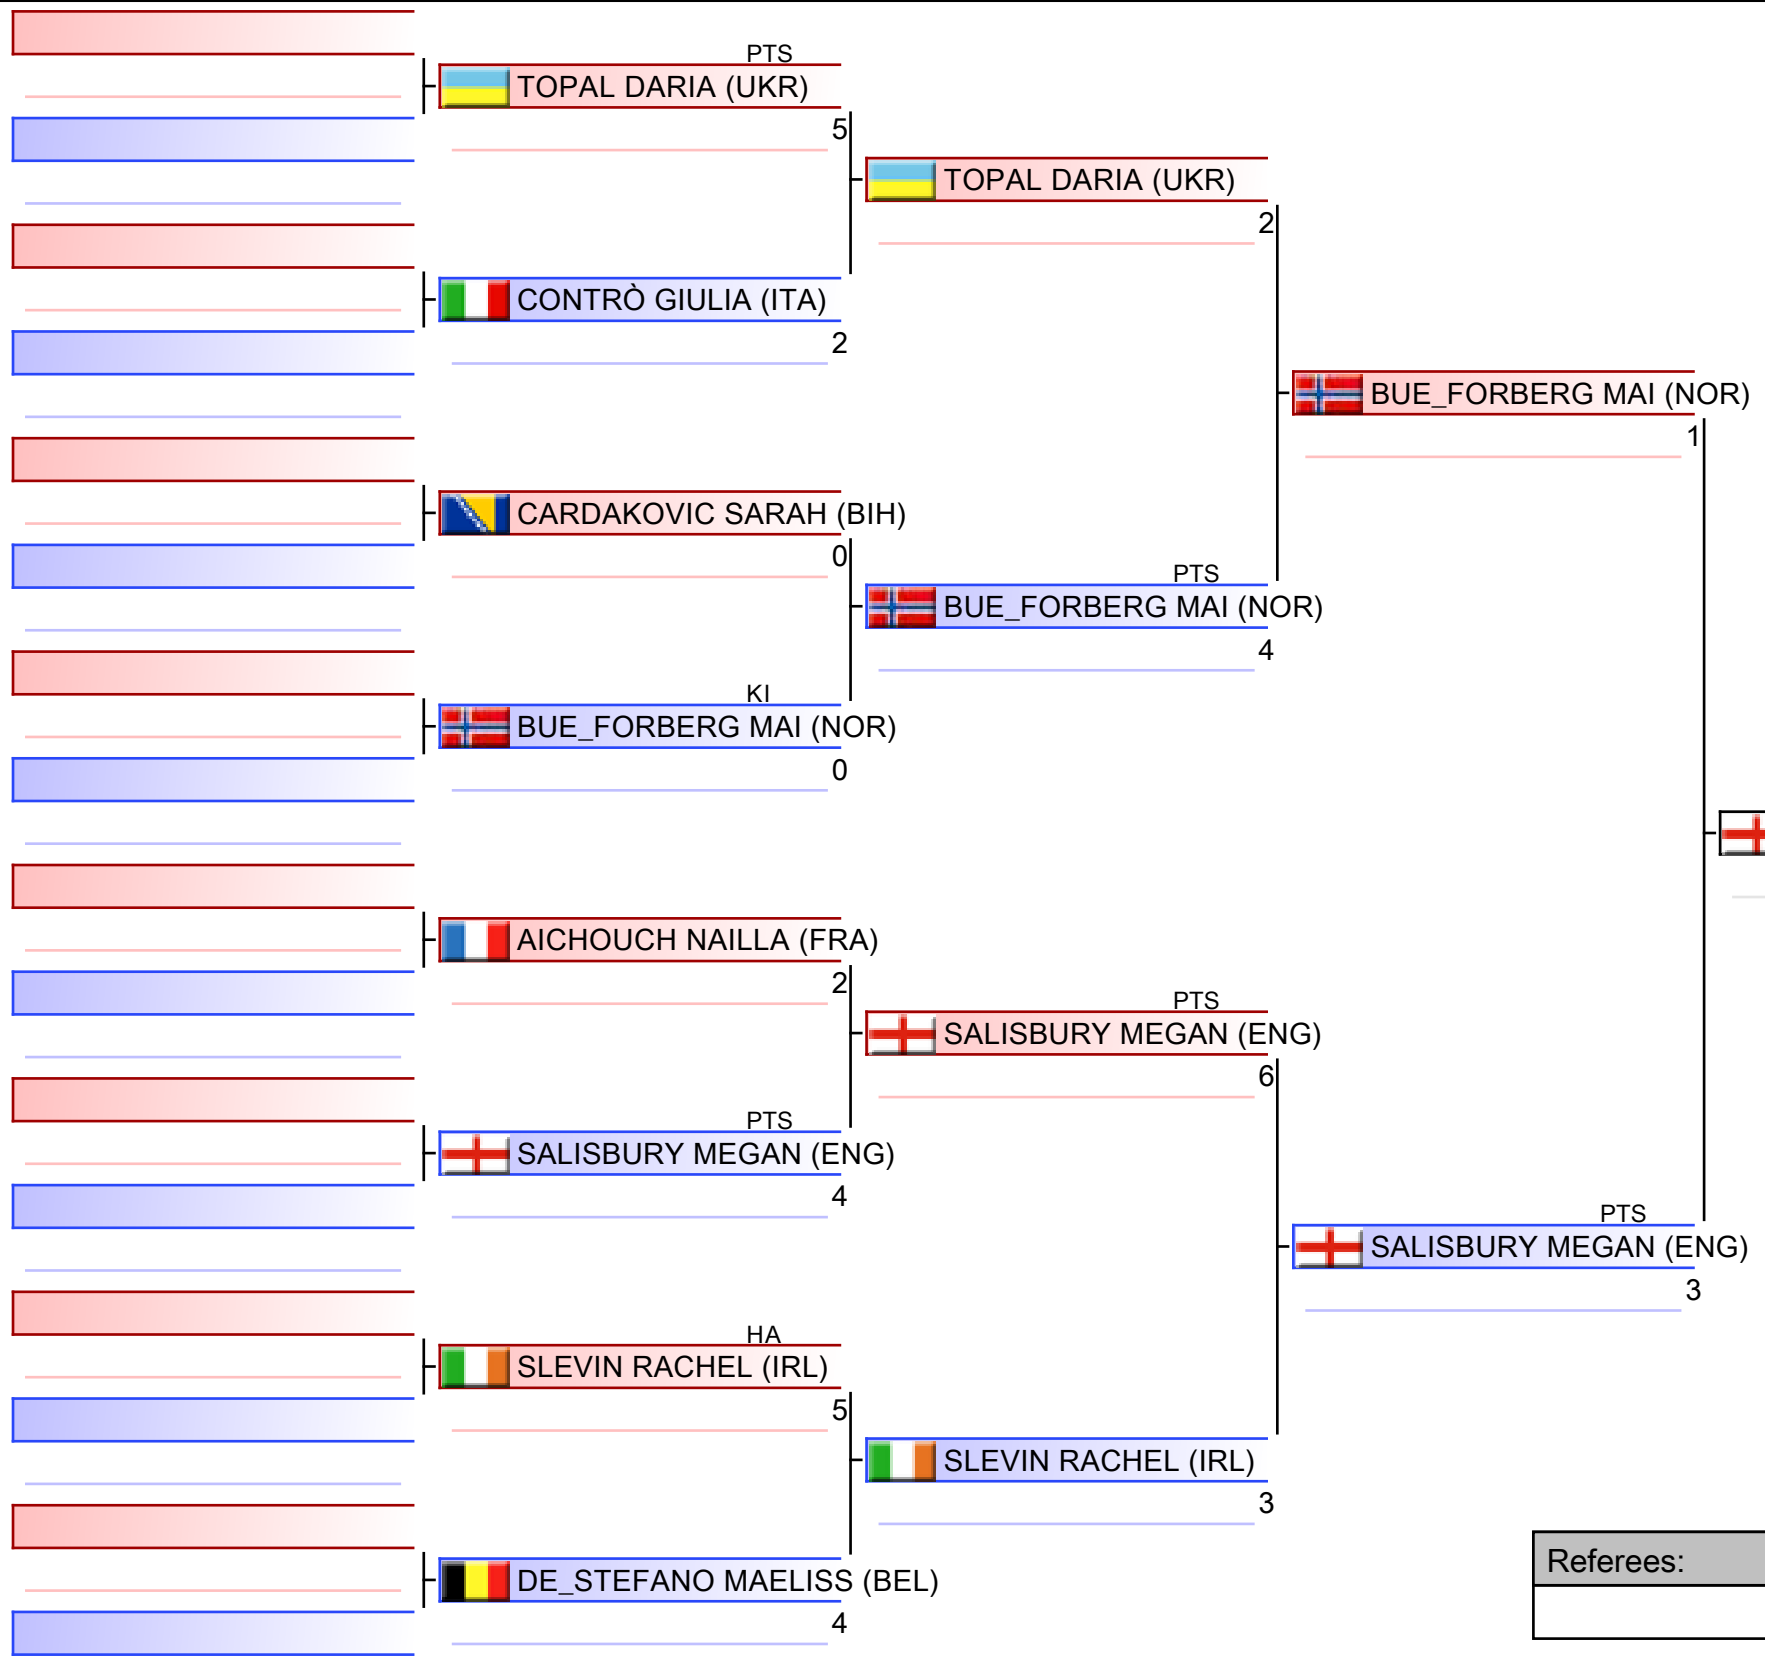 PTS
TOPAL DARIA (UKR)
5
CONTRÒ GIULIA (ITA)
2
CARDAKOVIC SARAH (BIH)
0
KI
BUE_FORBERG MAI (NOR)
0
AICHOUCH NAILLA (FRA)
2
PTS
SALISBURY MEGAN (ENG)
4
HA
SLEVIN RACHEL (IRL)
5
DE_STEFANO MAELISS (BEL)
4
TOPAL DARIA (UKR)
2
PTS
BUE_FORBERG MAI (NOR)
4
PTS
SALISBURY MEGAN (ENG)
6
SLEVIN RACHEL (IRL)
3
BUE_FORBERG MAI (NOR)
1
PTS
SALISBURY MEGAN (ENG)
3
Referees: